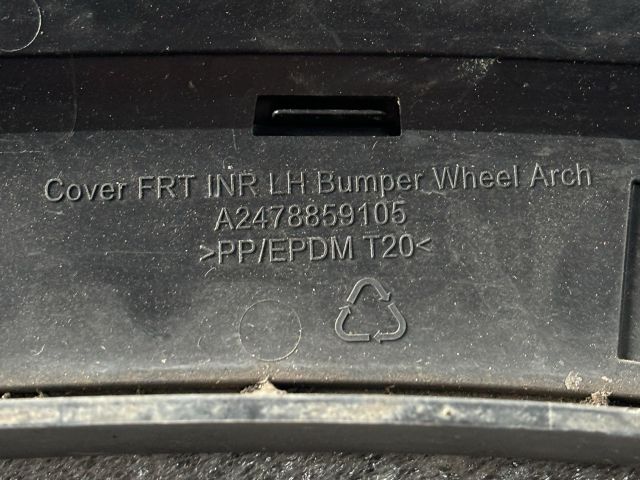 Cover FRT INR LH Bumper Wheel Arch
A2478859105
>PP/EPDM T20<